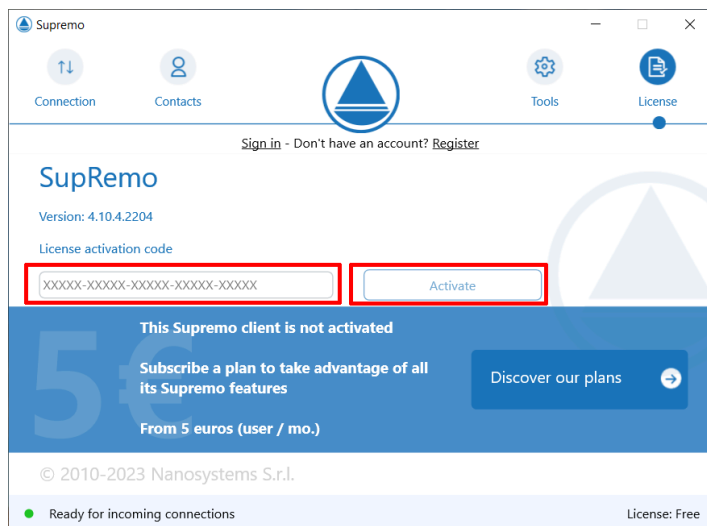 Supremo
Connection
Contacts
Tools
License
Sign in - Don't have an account? Register
SupRemo
Version: 4.10.4.2204
License activation code
XXXXX-XXXXX-XXXXX-XXXXX-XXXXX
Activate
5€
This Supremo client is not activated
Subscribe a plan to take advantage of all
its Supremo features
From 5 euros (user / mo.)
Discover our plans
© 2010-2023 Nanosystems S.r.l.
Ready for incoming connections
License: Free